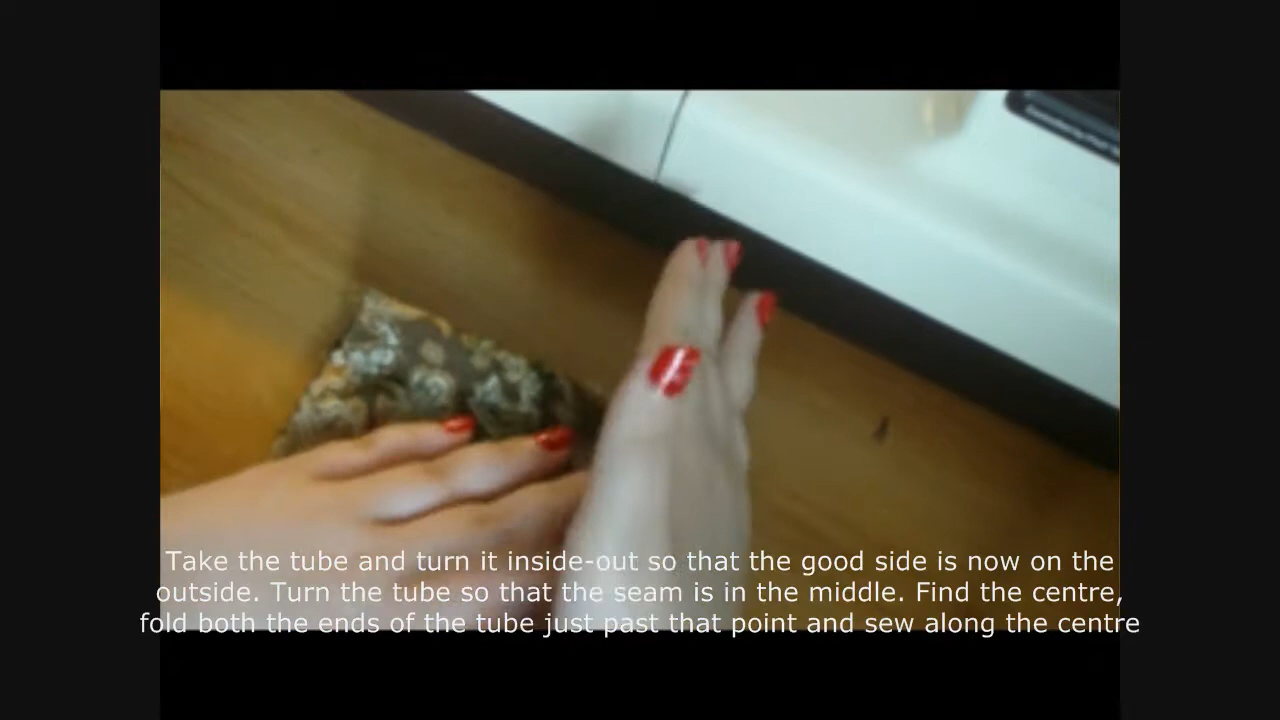 Take the tube and turn it inside-out so that the good side is now on the
outside. Turn the tube so that the seam is in the middle. Find the centre,
fold both the ends of the tube just past that point and sew along the centre